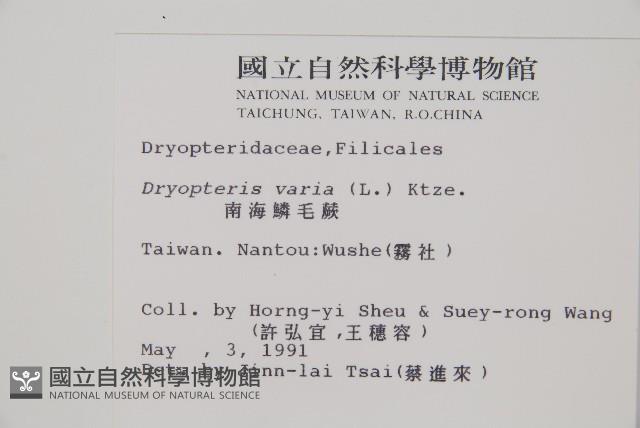 國立自然科學博物館
NATIONAL MUSEUM OF NATURAL SCIENCE
TAICHUNG, TAIWAN, R.O.CHINA
Dryopteridaceae,Filicales
Dryopteris varia (L.) Ktze.
南海鱗毛蕨
Taiwan. Nantou:Wushe(霧社)
Coll. by Horng-yi Sheu & Suey-rong Wang
(許弘宜,王穗容)
May , 3, 1991
by Jinn-lai Tsai(蔡進來)
國立自然科學博物館
NATIONAL MUSEUM OF NATURAL SCIENCE